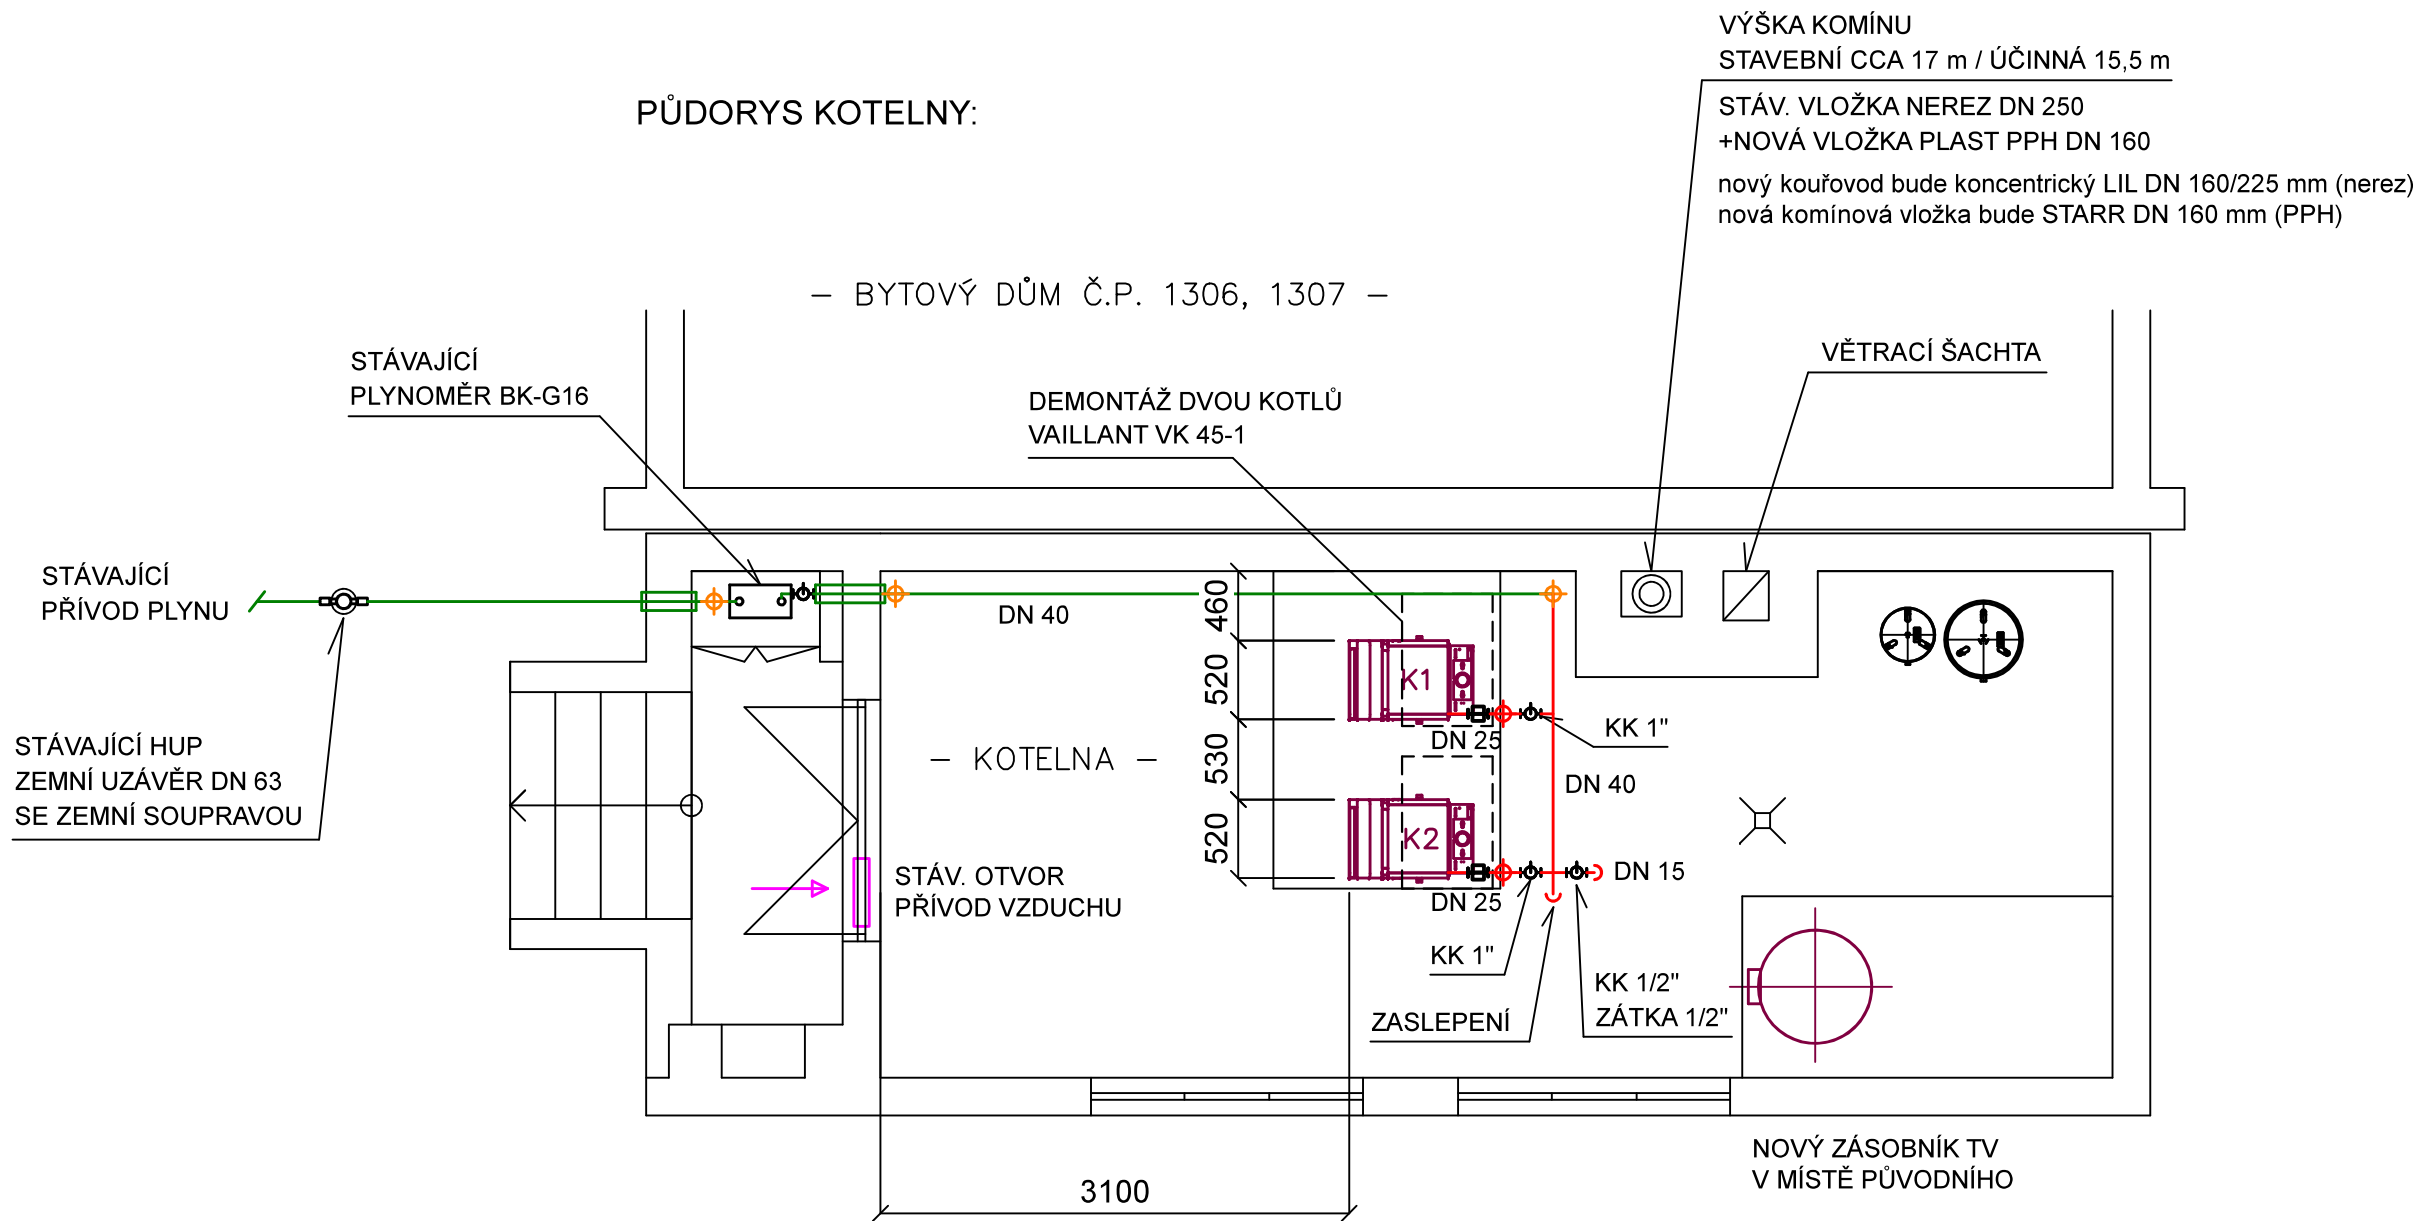 VÝŠKA KOMÍNU
STAVEBNÍ CCA 17 m / ÚČINNÁ 15,5 m
STÁV. VLOŽKA NEREZ DN 250
+NOVÁ VLOŽKA PLAST PPH DN 160
nový kouřovod bude koncentrický LIL DN 160/225 mm (nerez)
nová komínová vložka bude STARR DN 160 mm (PPH)
PŮDORYS KOTELNY:
– BYTOVÝ DŮM Č.P. 1306, 1307 –
VĚTRACÍ ŠACHTA
STÁVAJÍCÍ
PLYNOMĚR BK-G16
DEMONTÁŽ DVOU KOTLŮ
VAILLANT VK 45-1
STÁVAJÍCÍ
PŘÍVOD PLYNU
DN 40
460
520
530
520
K1
DN 25
KK 1"
DN 40
– KOTELNA –
STÁVAJÍCÍ HUP
ZEMNÍ UZÁVĚR DN 63
SE ZEMNÍ SOUPRAVOU
K2
DN 25
DN 15
STÁV. OTVOR
PŘÍVOD VZDUCHU
KK 1"
KK 1/2"
ZÁTKA 1/2"
ZASLEPENÍ
NOVÝ ZÁSOBNÍK TV
V MÍSTĚ PŮVODNÍHO
3100